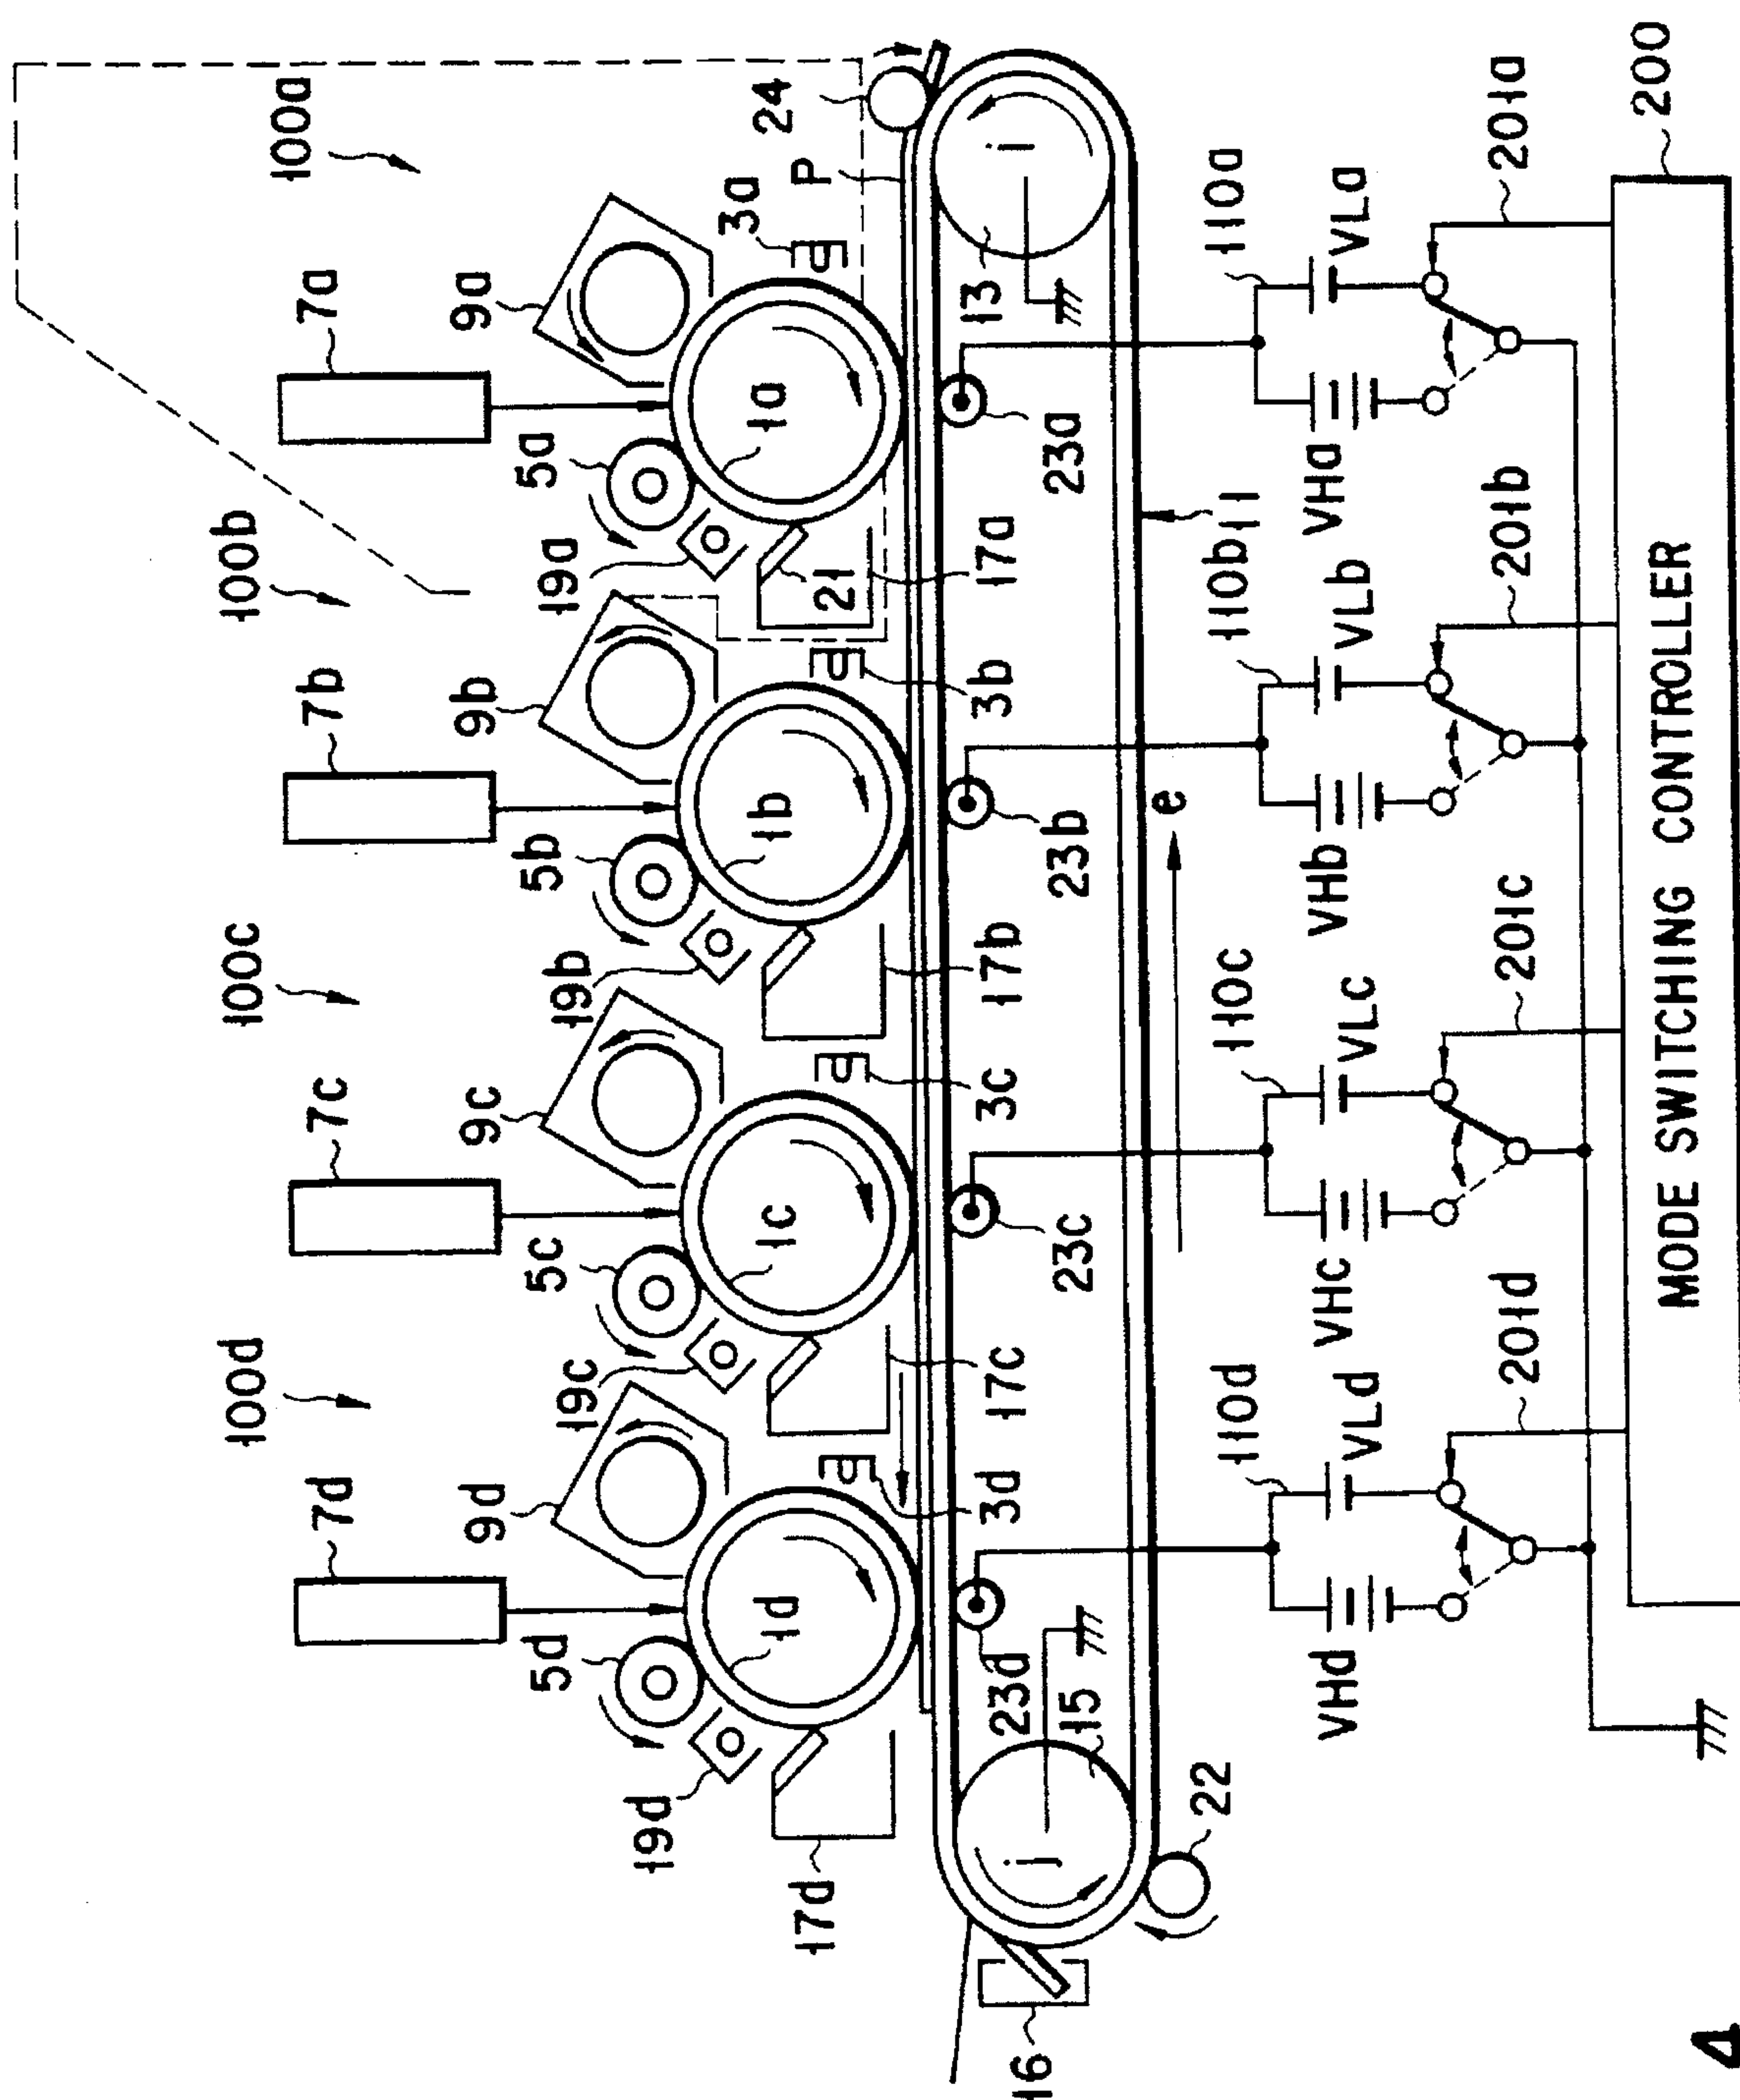 100a
100b
100c
100d
7a
7b
7c
7d
9a
9b
9c
9d
5a
5b
5c
5d
19a
19b
19c
19d
1a
1b
1c
1d
3a
3b
3c
3d
P
24
21
17a
17b
17c
17d
13
i
15
j
16
22
23a
23b
23c
23d
11
e
110a
110b
110c
110d
VLa
VLb
VLc
VLd
VHa
VHb
VHc
VHd
201a
201b
201c
201d
200
MODE SWITCHING CONTROLLER
4